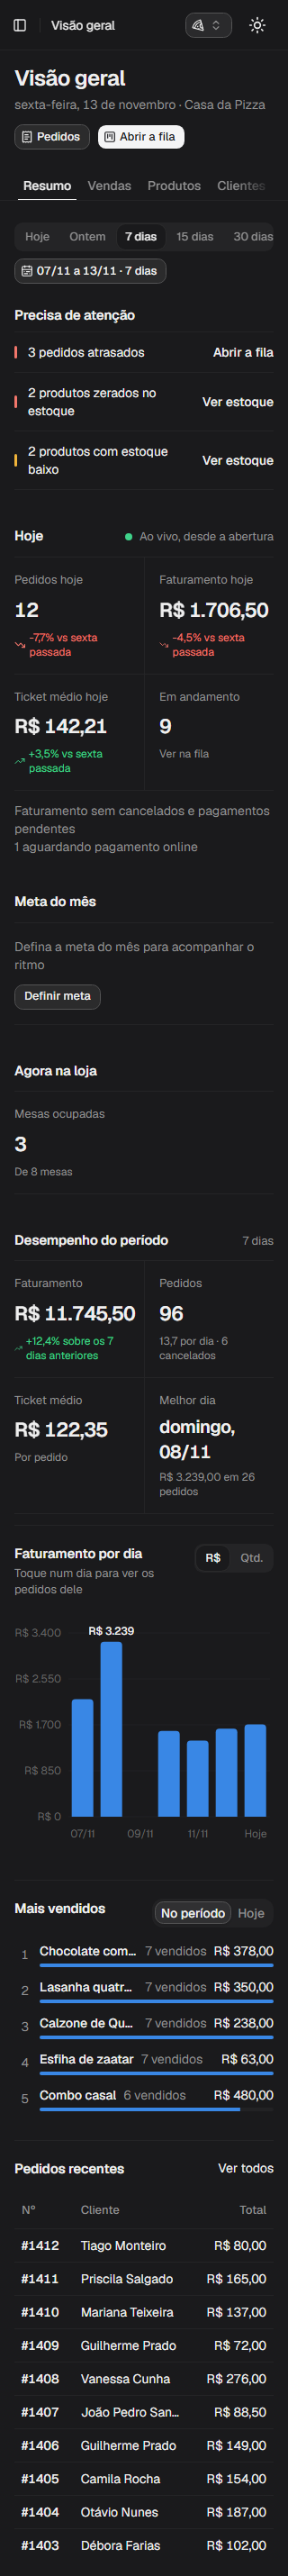 Visão geral
Visão geral
sexta-feira, 13 de novembro · Casa da Pizza
Pedidos
Abrir a fila
Resumo Vendas Produtos Clientes
Hoje Ontem 7 dias 15 dias 30 dias
07/11 a 13/11 · 7 dias
Precisa de atenção
3 pedidos atrasados Abrir a fila
2 produtos zerados no
estoque
Ver estoque
2 produtos com estoque
baixo
Ver estoque
Hoje Ao vivo, desde a abertura
Pedidos hoje
12
-7,7% vs sexta
passada
Faturamento hoje
R$ 1.706,50
-4,5% vs sexta
passada
Ticket médio hoje
R$ 142,21
+3,5% vs sexta
passada
Em andamento
9
Ver na fila
Faturamento sem cancelados e pagamentos
pendentes
1 aguardando pagamento online
Meta do mês
Defina a meta do mês para acompanhar o
ritmo
Definir meta
Agora na loja
Mesas ocupadas
3
De 8 mesas
Desempenho do período 7 dias
Faturamento
R$ 11.745,50
+12,4% sobre os 7
dias anteriores
Pedidos
96
13,7 por dia · 6
cancelados
Ticket médio
R$ 122,35
Por pedido
Melhor dia
domingo,
08/11
R$ 3.239,00 em 26
pedidos
Faturamento por dia
Toque num dia para ver os
pedidos dele
R$ Qtd.
R$ 3.239
R$ 3.400
R$ 2.550
R$ 1.700
R$ 850
R$ 0
07/11 09/11 11/11 Hoje
Mais vendidos No período Hoje
1 Chocolate com... 7 vendidos R$ 378,00
2 Lasanha quatr... 7 vendidos R$ 350,00
3 Calzone de Qu... 7 vendidos R$ 238,00
4 Esfiha de zaatar 7 vendidos R$ 63,00
5 Combo casal 6 vendidos R$ 480,00
Pedidos recentes Ver todos
Nº Cliente Total
#1412 Tiago Monteiro R$ 80,00
#1411 Priscila Salgado R$ 165,00
#1410 Mariana Teixeira R$ 137,00
#1409 Guilherme Prado R$ 72,00
#1408 Vanessa Cunha R$ 276,00
#1407 João Pedro San... R$ 88,50
#1406 Guilherme Prado R$ 149,00
#1405 Camila Rocha R$ 154,00
#1404 Otávio Nunes R$ 187,00
#1403 Débora Farias R$ 102,00